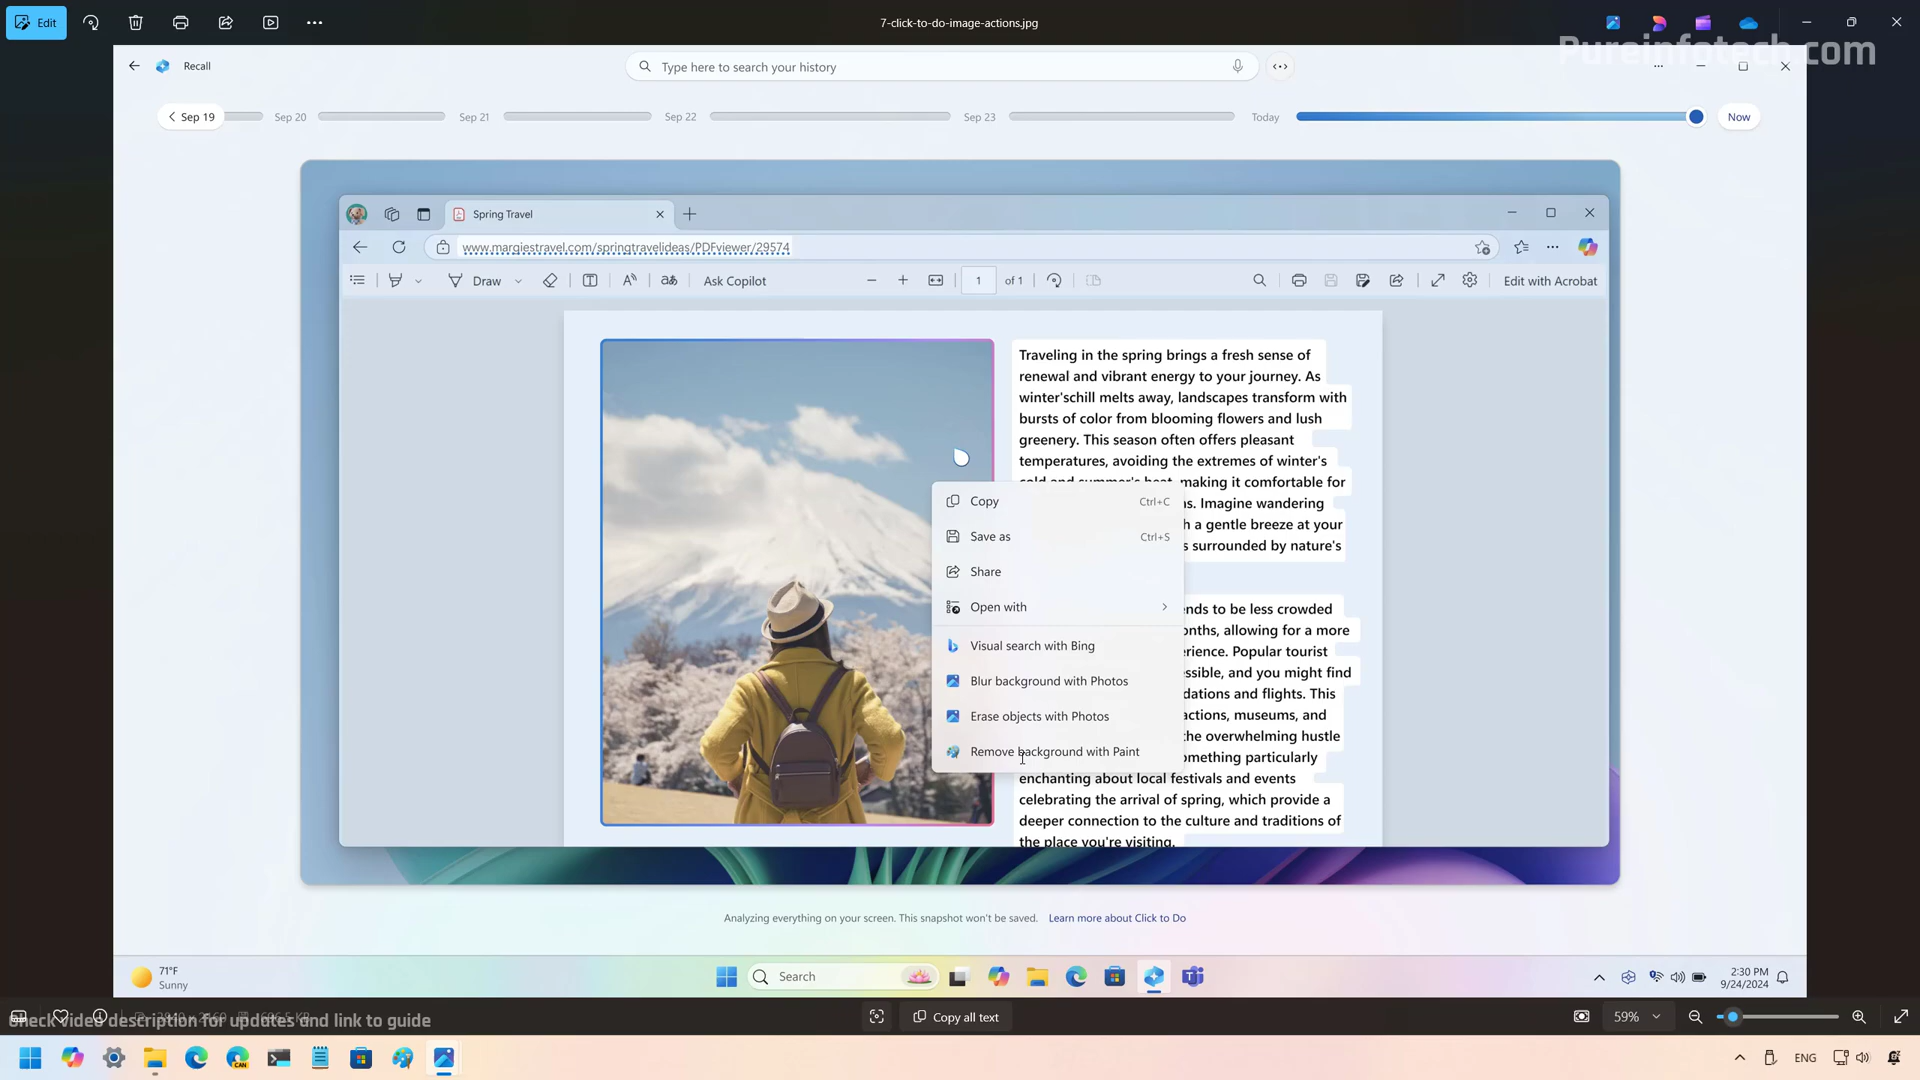 Edit
7-click-to-do-image-actions.jpg
Pureinfotech.com
Recall
Type here to search your history
Sep 19
Sep 20
Sep 21
Sep 22
Sep 23
Today
Now
Spring Travel
www.margiestravel.com/springtravelideas/PDFviewer/29574
Draw
Ask Copilot
1
of 1
Edit with Acrobat
Traveling in the spring brings a fresh sense of
renewal and vibrant energy to your journey. As
winter'schill melts away, landscapes transform with
bursts of color from blooming flowers and lush
greenery. This season often offers pleasant
temperatures, avoiding the extremes of winter's
cold and summer's heat, making it comfortable for
ns. Imagine wandering
h a gentle breeze at your
s surrounded by nature's
ends to be less crowded
onths, allowing for a more
erience. Popular tourist
essible, and you might find
dations and flights. This
actions, museums, and
the overwhelming hustle
omething particularly
enchanting about local festivals and events
celebrating the arrival of spring, which provide a
deeper connection to the culture and traditions of
the place you're visiting.
Copy Ctrl+C
Save as Ctrl+S
Share
Open with
Visual search with Bing
Blur background with Photos
Erase objects with Photos
Remove background with Paint
Analyzing everything on your screen. This snapshot won't be saved. Learn more about Click to Do
71°F
Sunny
Search
2:30 PM
9/24/2024
Check video description for updates and link to guide
Copy all text
59%
CAN
ENG